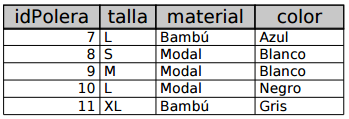 idPolera talla material color
7 L Bambú Azul
8 S Modal Blanco
9 M Modal Blanco
10 L Modal Negro
11 XL Bambú Gris